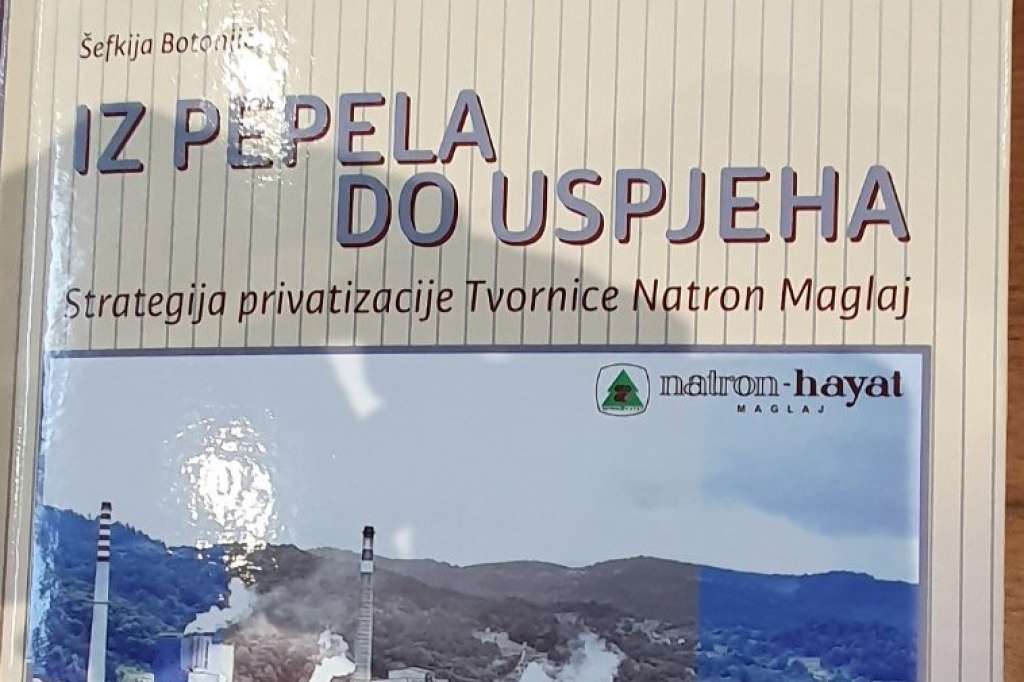 Šefkija Botonjić
IZ PEPELA
DO USPJEHA
Strategija privatizacije Tvornice Natron Maglaj
natron-hayat
MAGLAJ